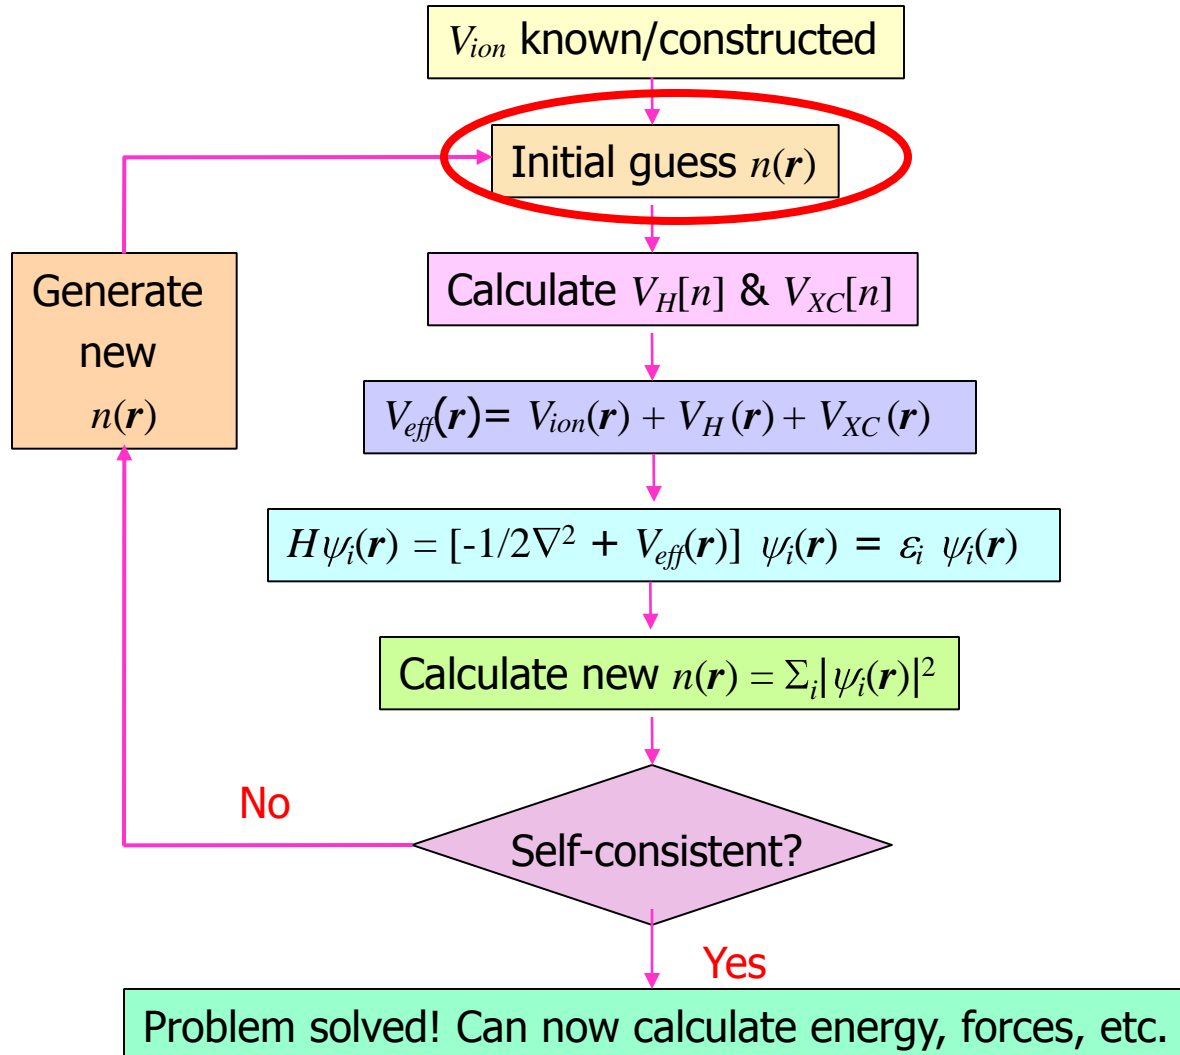 V_ion known/constructed
Initial guess n(r)
Generate
new
n(r)
Calculate V_H[n] & V_XC[n]
V_eff(r)= V_ion(r) + V_H(r) + V_XC(r)
Hψ_i(r) = [-1/2∇² + V_eff(r)] ψ_i(r) = ε_i ψ_i(r)
Calculate new n(r) = Σ_i|ψ_i(r)|²
No
Self-consistent?
Yes
Problem solved! Can now calculate energy, forces, etc.